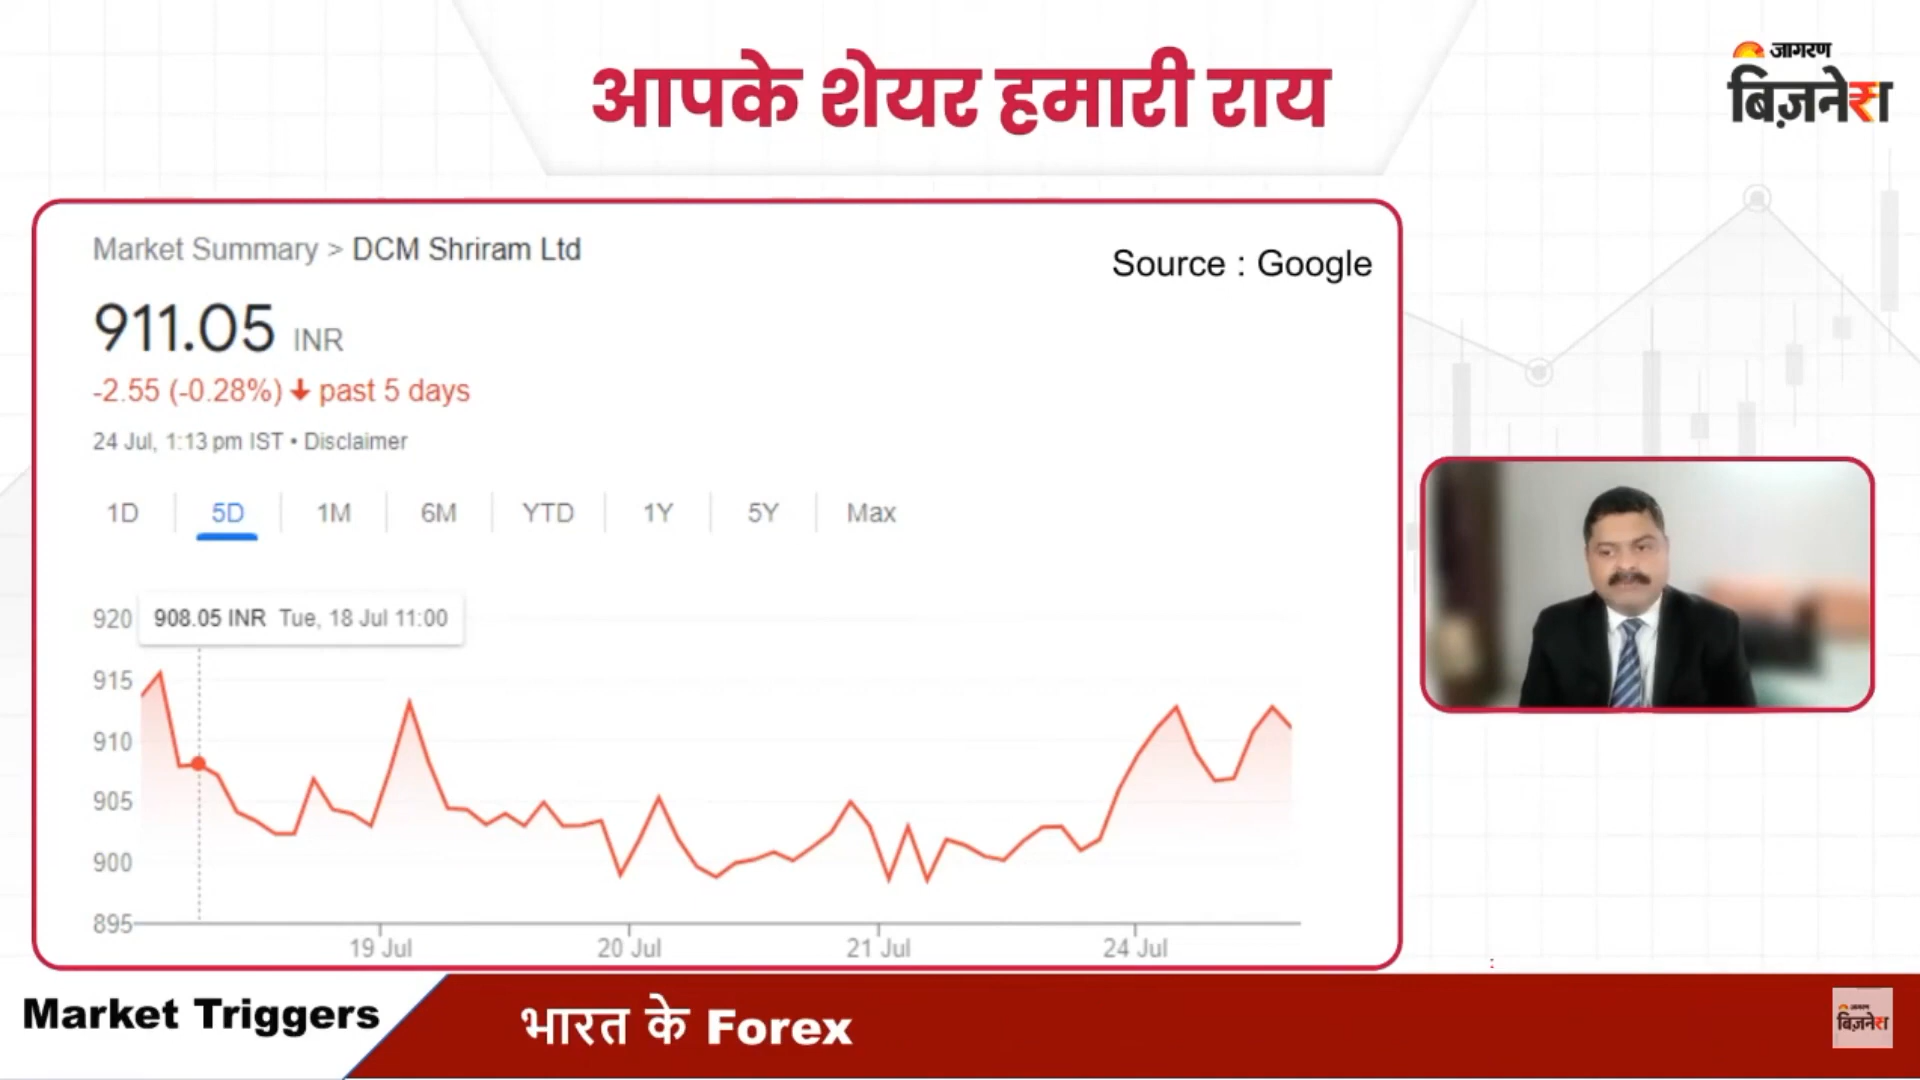 आपके शेयर हमारी राय
जागरण
बिज़नेस
Market Summary > DCM Shriram Ltd
Source : Google
911.05 INR
-2.55 (-0.28%) ↓ past 5 days
24 Jul, 1:13 pm IST • Disclaimer
1D 5D 1M 6M YTD 1Y 5Y Max
908.05 INR Tue, 18 Jul 11:00
920
915
910
905
900
895
19 Jul 20 Jul 21 Jul 24 Jul
:
Market Triggers
भारत के Forex
जागरण
बिज़नेस